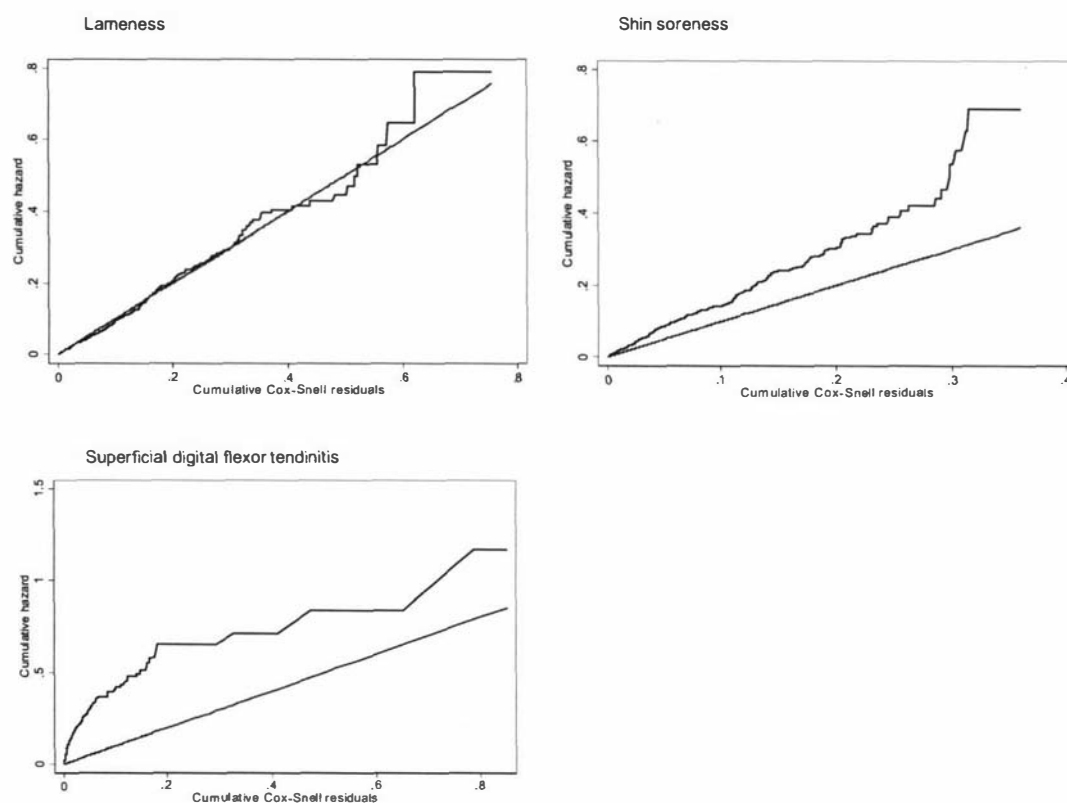 Lameness
Cumulative hazard
.8
.6
.4
.2
0
0 .2 .4 .6 .8
Cumulative Cox-Snell residuals
Shin soreness
Cumulative hazard
.8
.6
.4
.2
0
0 .1 .2 .3 .4
Cumulative Cox-Snell residuals
Superficial digital flexor tendinitis
Cumulative hazard
1.5
1
.5
0
0 .2 .4 .6 .8
Cumulative Cox-Snell residuals